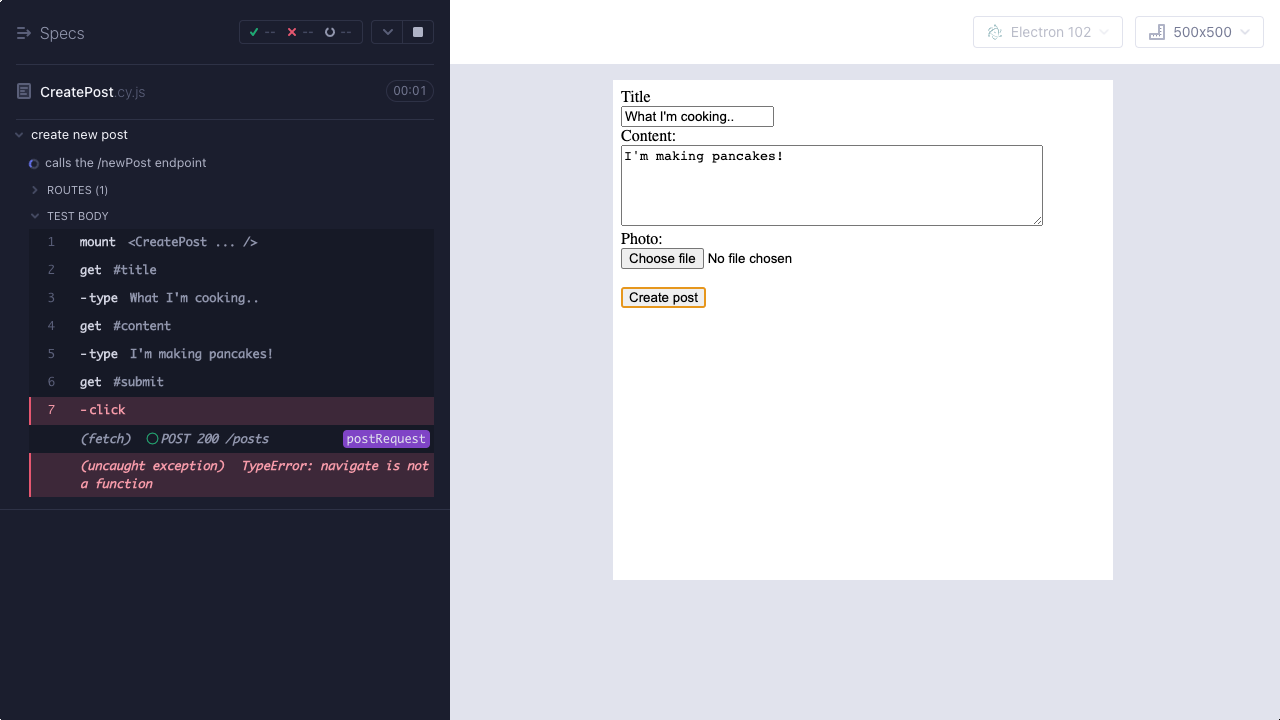 Specs
-- -- --
CreatePost.cy.js
00:01
create new post
calls the /newPost endpoint
ROUTES (1)
TEST BODY
1 mount <CreatePost ... />
2 get #title
3 -type What I'm cooking..
4 get #content
5 -type I'm making pancakes!
6 get #submit
7 -click
(fetch) POST 200 /posts postRequest
(uncaught exception) TypeError: navigate is not
a function
Electron 102
500x500
Title
What I'm cooking..
Content:
I'm making pancakes!
Photo:
Choose file No file chosen
Create post